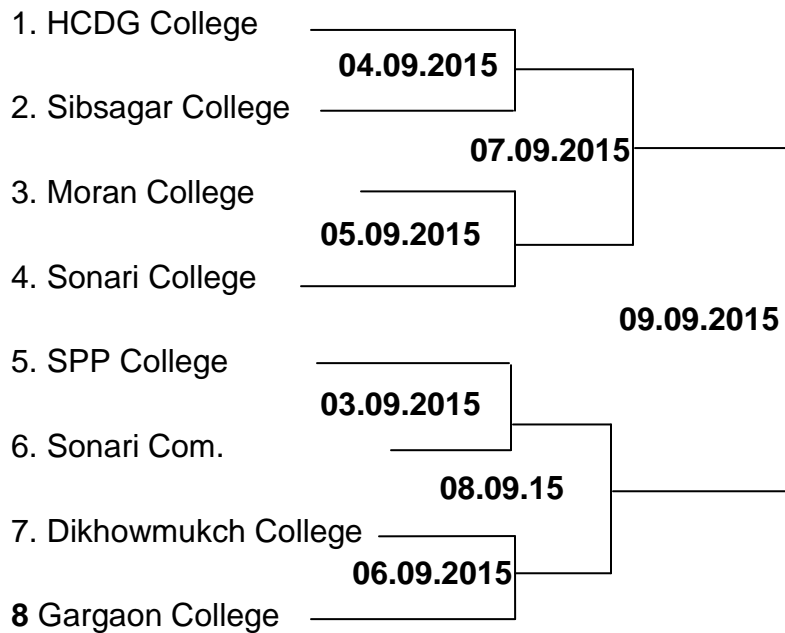 1. HCDG College
04.09.2015
2. Sibsagar College
07.09.2015
3. Moran College
05.09.2015
4. Sonari College
09.09.2015
5. SPP College
03.09.2015
6. Sonari Com.
08.09.15
7. Dikhowmukch College
06.09.2015
8 Gargaon College